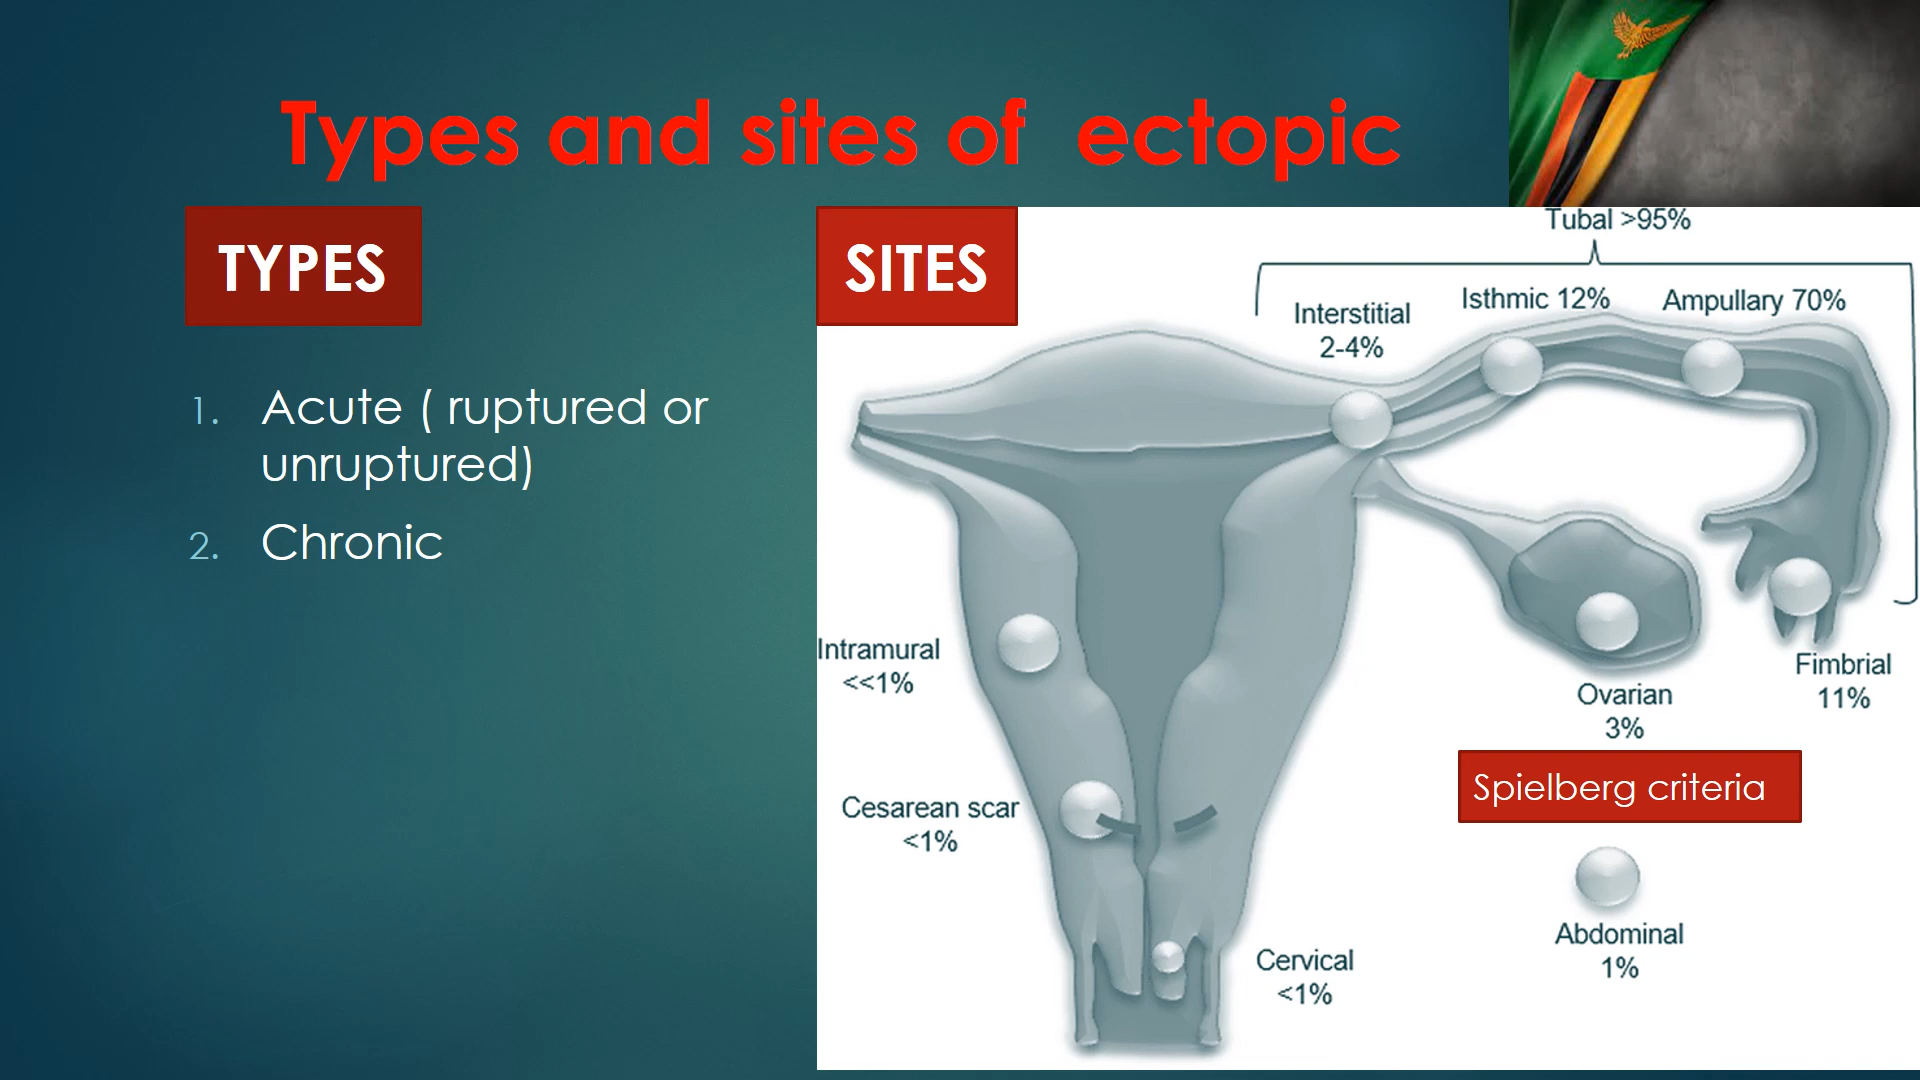 Types and sites of ectopic
TYPES
1. Acute ( ruptured or
unruptured)
2. Chronic
SITES
Tubal >95%
Interstitial
2-4%
Isthmic 12%
Ampullary 70%
Intramural
<<1%
Cesarean scar
<1%
Cervical
<1%
Ovarian
3%
Fimbrial
11%
Spielberg criteria
Abdominal
1%